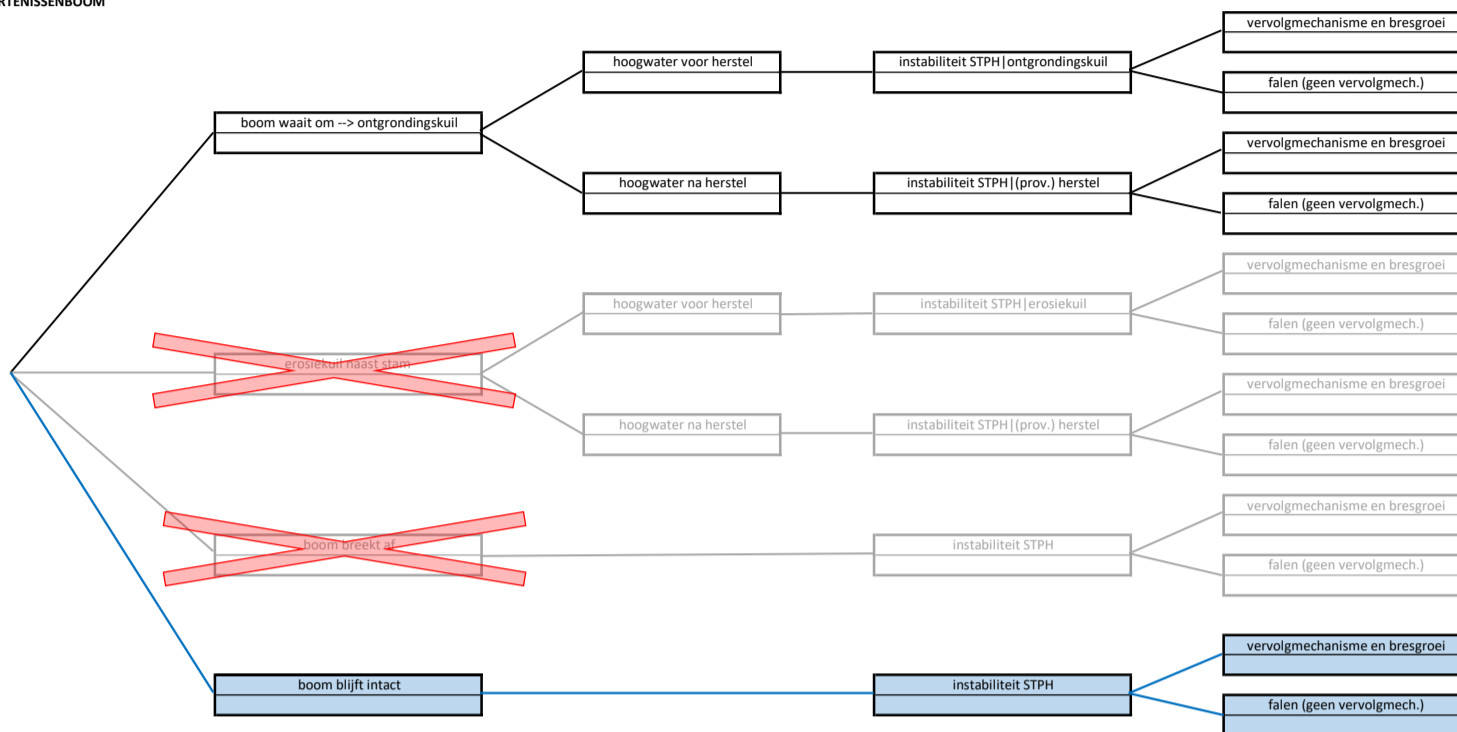 RTENISSENBOOM
vervolgmechanisme en bresgroei
hoogwater voor herstel
instabiliteit STPH|ontgrondingskuil
falen (geen vervolgmech.)
boom waait om --> ontgrondingskuil
vervolgmechanisme en bresgroei
hoogwater na herstel
instabiliteit STPH|(prov.) herstel
falen (geen vervolgmech.)
vervolgmechanisme en bresgroei
hoogwater voor herstel
instabiliteit STPH|erosiekuil
falen (geen vervolgmech.)
erosiekuil naast stam
vervolgmechanisme en bresgroei
hoogwater na herstel
instabiliteit STPH|(prov.) herstel
falen (geen vervolgmech.)
vervolgmechanisme en bresgroei
boom breekt af
instabiliteit STPH
falen (geen vervolgmech.)
vervolgmechanisme en bresgroei
boom blijft intact
instabiliteit STPH
falen (geen vervolgmech.)